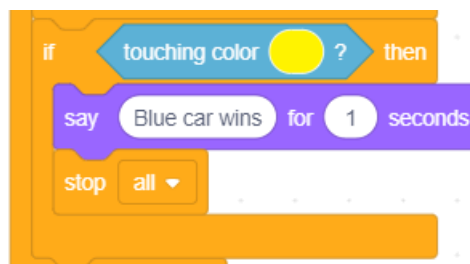 if touching color ? then
say Blue car wins for 1 seconds
stop all